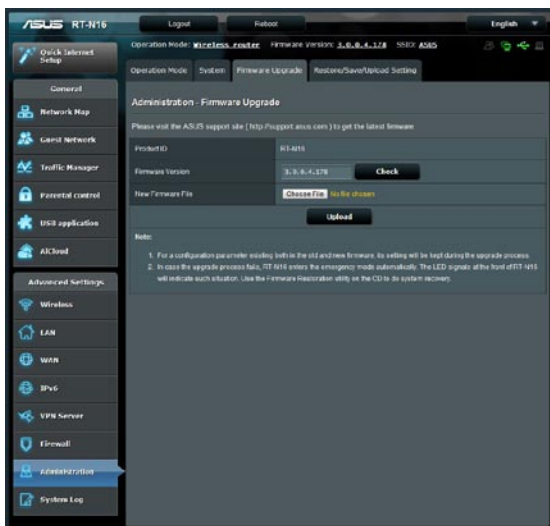 ASUS RT-N16 Logout Reboot English
Operation Mode: Wireless router Firmware Version: 3.0.0.4.178 SSID: ASUS
Quick Internet Setup
Operation Mode System Firmware Upgrade Restore/Save/Upload Setting
General
Network Map
Guest Network
Traffic Manager
Parental control
USB application
AiCloud
Advanced Settings
Wireless
LAN
WAN
IPv6
VPN Server
Firewall
Administration
System Log
Administration - Firmware Upgrade
Please visit the ASUS support site ( http://support.asus.com ) to get the latest firmware
Product ID RT-N16
Firmware Version 3.0.0.4.178 Check
New Firmware File Choose File No file chosen
Upload
Note:
1. For a configuration parameter existing both in the old and new firmware, its setting will be kept during the upgrade process.
2. In case the upgrade process fails, RT-N16 enters the emergency mode automatically. The LED signals at the front of RT-N16
will indicate such situation. Use the Firmware Restoration utility on the CD to do system recovery.